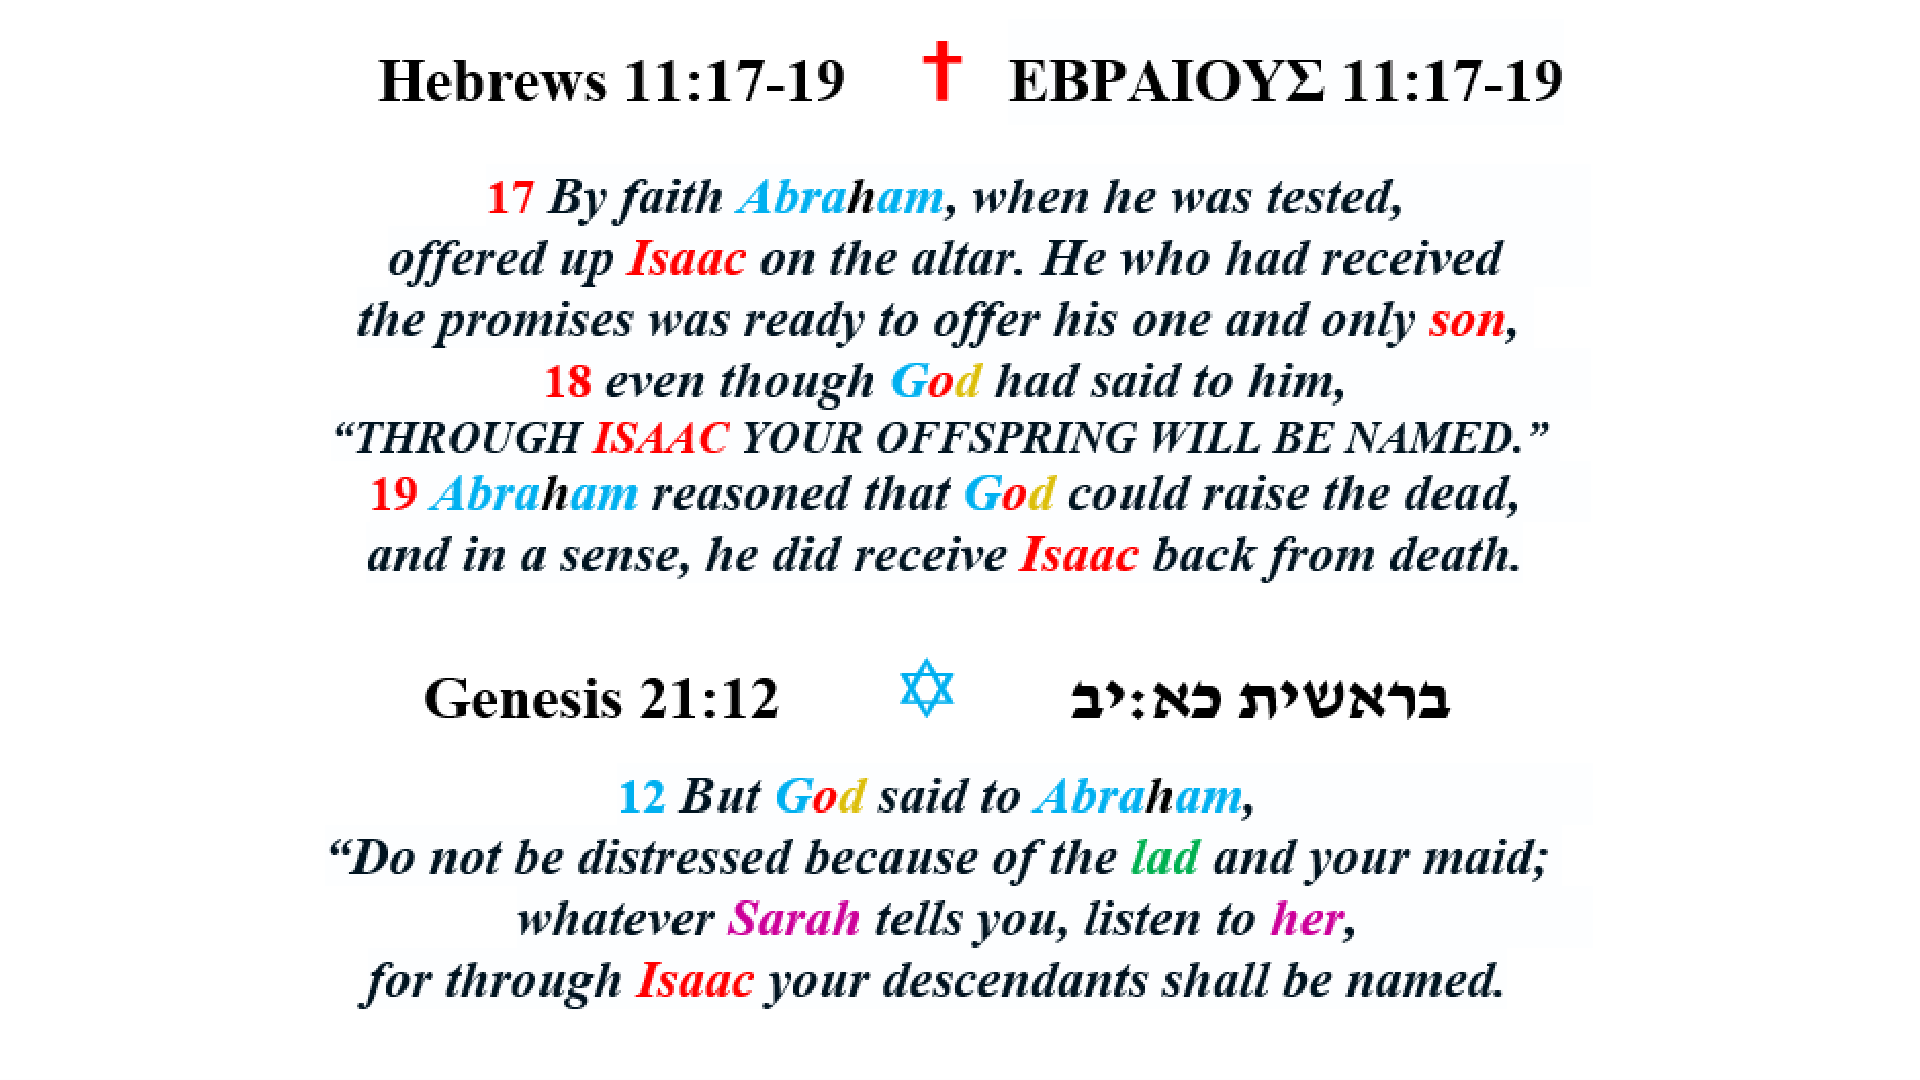 Hebrews 11:17-19 ✝ ΕΒΡΑΙΟΥΣ 11:17-19
17 By faith Abraham, when he was tested,
offered up Isaac on the altar. He who had received
the promises was ready to offer his one and only son,
18 even though God had said to him,
“THROUGH ISAAC YOUR OFFSPRING WILL BE NAMED.”
19 Abraham reasoned that God could raise the dead,
and in a sense, he did receive Isaac back from death.
Genesis 21:12 ✡ בראשית כא:יב
12 But God said to Abraham,
“Do not be distressed because of the lad and your maid;
whatever Sarah tells you, listen to her,
for through Isaac your descendants shall be named.